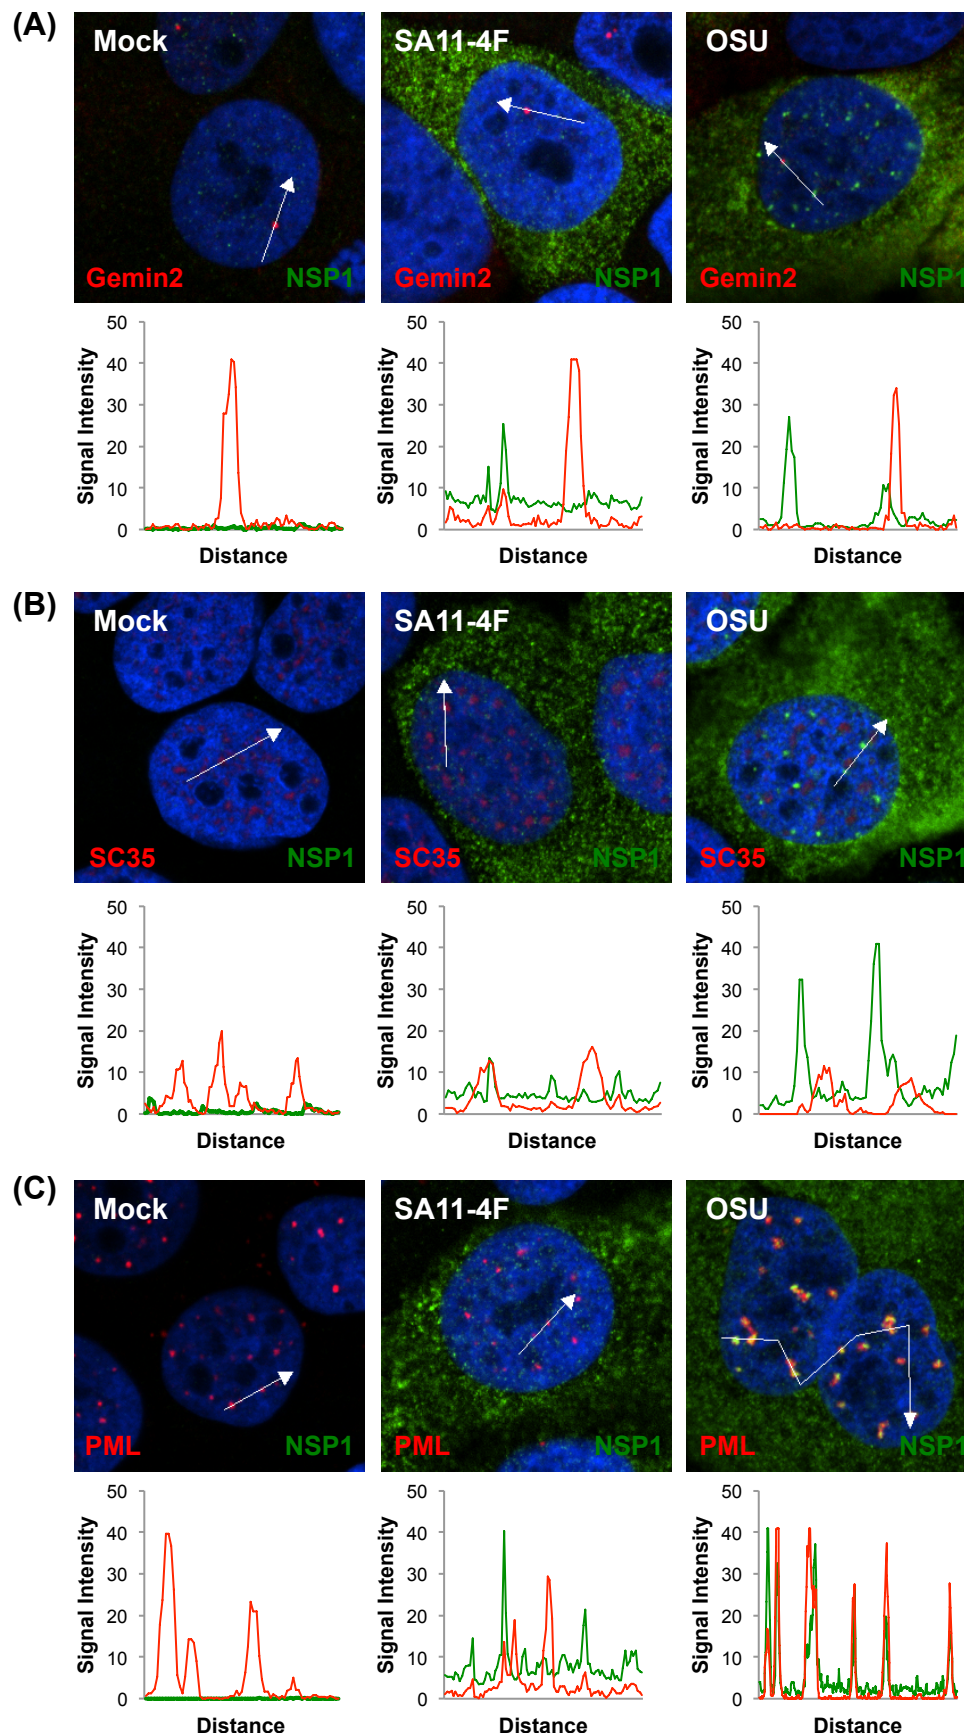 (A)
Mock SA11-4F OSU
Gemin2 NSP1 Gemin2 NSP1 Gemin2 NSP1
50 50 50
40 40 40
30 30 30
20 20 20
10 10 10
0 0 0
Signal Intensity Signal Intensity Signal Intensity
Distance Distance Distance
(B)
Mock SA11-4F OSU
SC35 NSP1 SC35 NSP1 SC35 NSP1
50 50 50
40 40 40
30 30 30
20 20 20
10 10 10
0 0 0
Signal Intensity Signal Intensity Signal Intensity
Distance Distance Distance
(C)
Mock SA11-4F OSU
PML NSP1 PML NSP1 PML NSP1
50 50 50
40 40 40
30 30 30
20 20 20
10 10 10
0 0 0
Signal Intensity Signal Intensity Signal Intensity
Distance Distance Distance